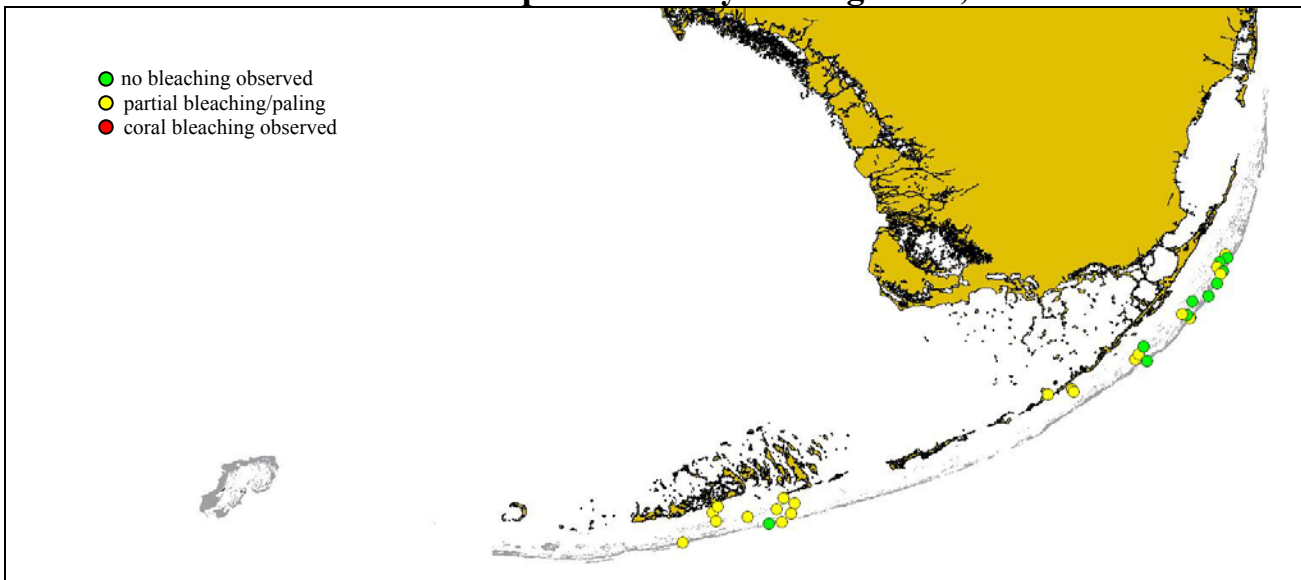 no bleaching observed
partial bleaching/paling
coral bleaching observed